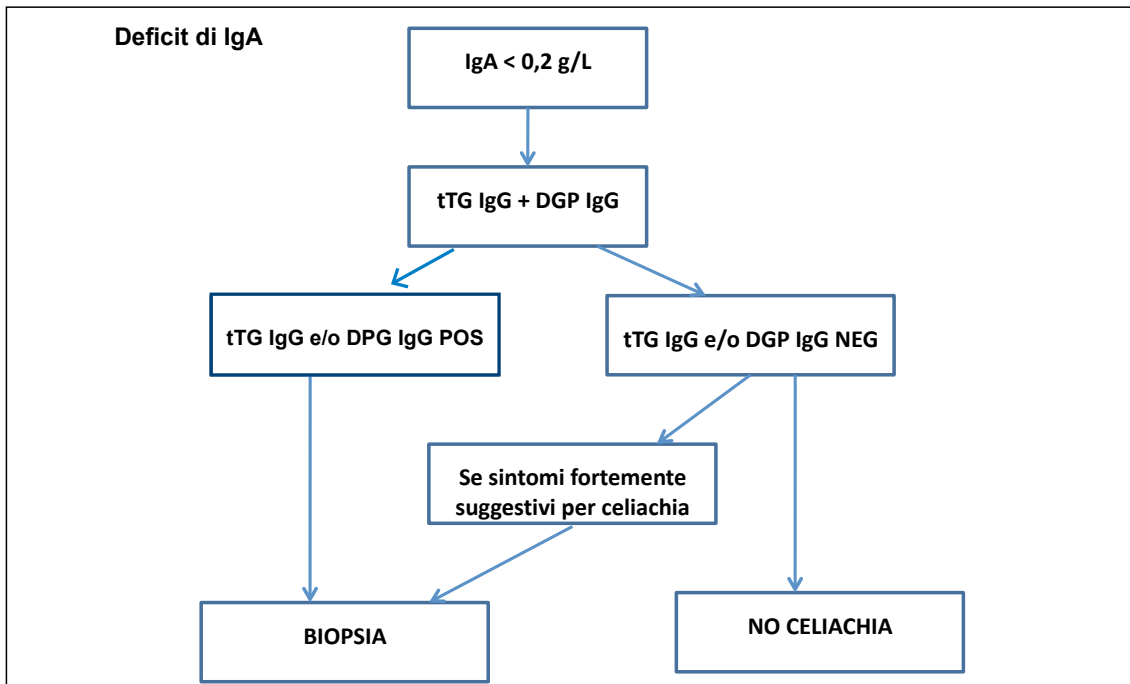 Deficit di IgA
IgA < 0,2 g/L
tTG IgG + DGP IgG
tTG IgG e/o DPG IgG POS
tTG IgG e/o DGP IgG NEG
Se sintomi fortemente
suggestivi per celiachia
BIOPSIA
NO CELIACHIA